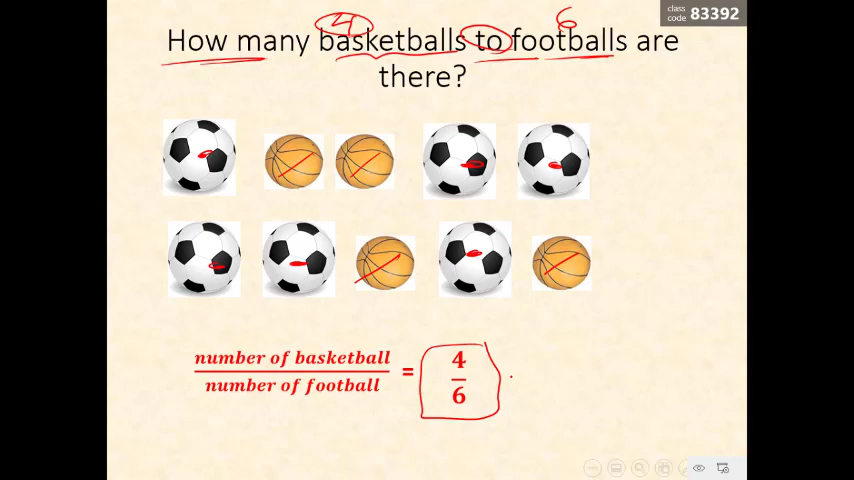 class code 83392
4 6
How many basketballs to footballs are
there?
number of basketball
number of football
=
4
6